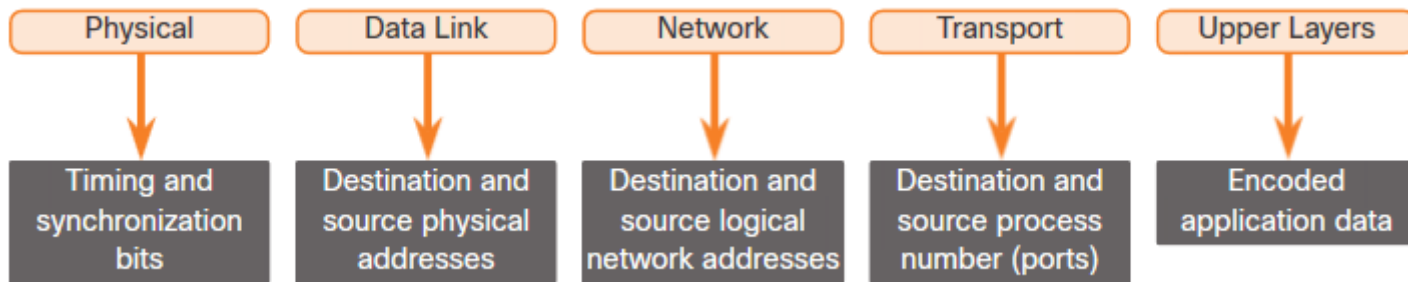 Physical
Data Link
Network
Transport
Upper Layers
Timing and
synchronization
bits
Destination and
source physical
addresses
Destination and
source logical
network addresses
Destination and
source process
number (ports)
Encoded
application data